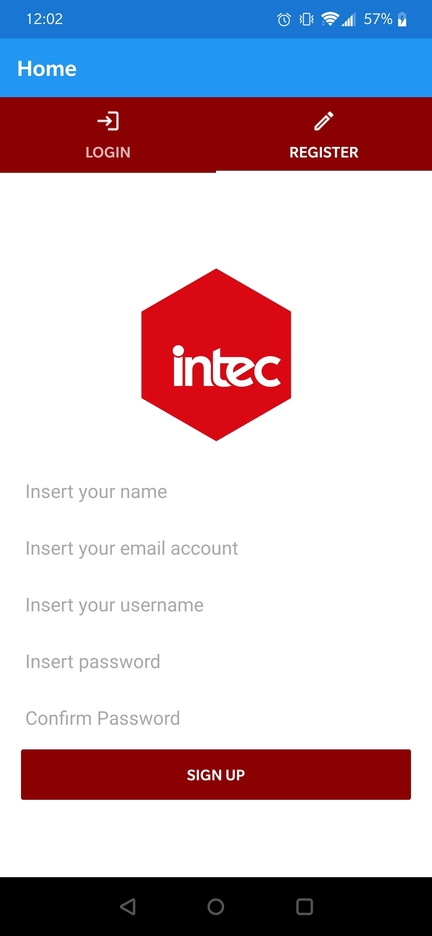 12:02
57%
Home
LOGIN
REGISTER
intec
Insert your name
Insert your email account
Insert your username
Insert password
Confirm Password
SIGN UP